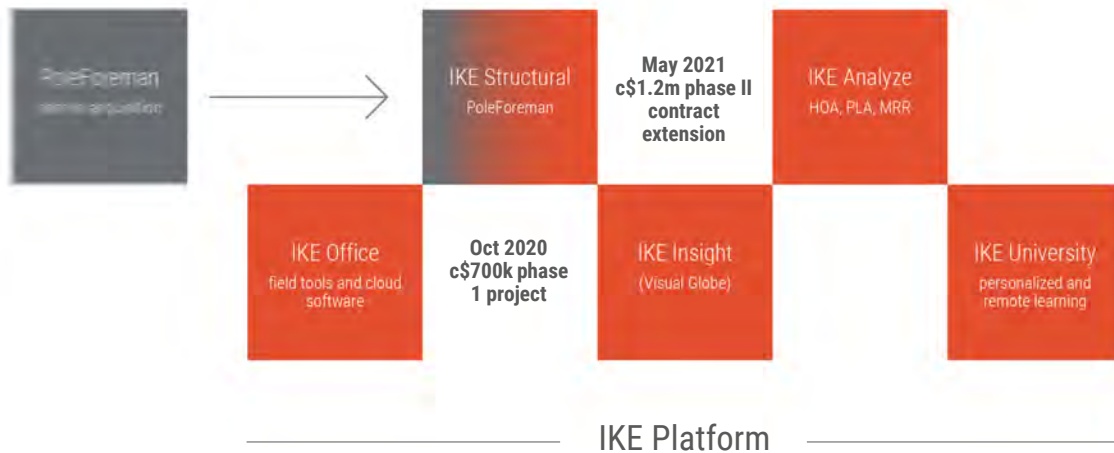 PoleForeman
IKE Structural
PoleForeman
May 2021
c$1.2m phase II
contract
extension
IKE Analyze
HOA, PLA, MRR
IKE Office
field tools and cloud
software
Oct 2020
c$700k phase
1 project
IKE Insight
(Visual Globe)
IKE University
personalized and
remote learning
IKE Platform